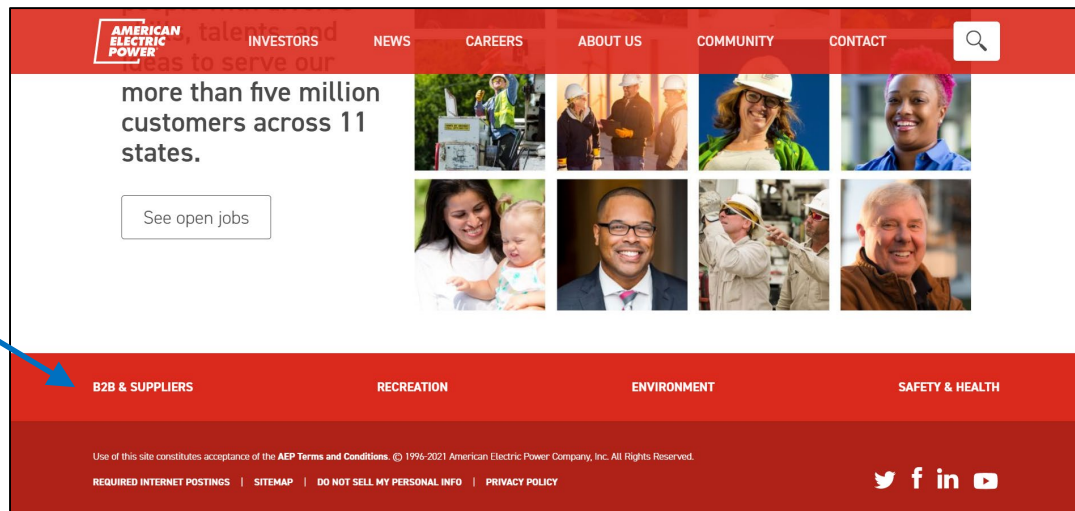 AMERICAN
ELECTRIC
POWER
INVESTORS
NEWS
CAREERS
ABOUT US
COMMUNITY
CONTACT
talents, and
ideas to serve our
more than five million
customers across 11
states.
See open jobs
B2B & SUPPLIERS
RECREATION
ENVIRONMENT
SAFETY & HEALTH
Use of this site constitutes acceptance of the AEP Terms and Conditions. © 1996-2021 American Electric Power Company, Inc. All Rights Reserved.
REQUIRED INTERNET POSTINGS | SITEMAP | DO NOT SELL MY PERSONAL INFO | PRIVACY POLICY